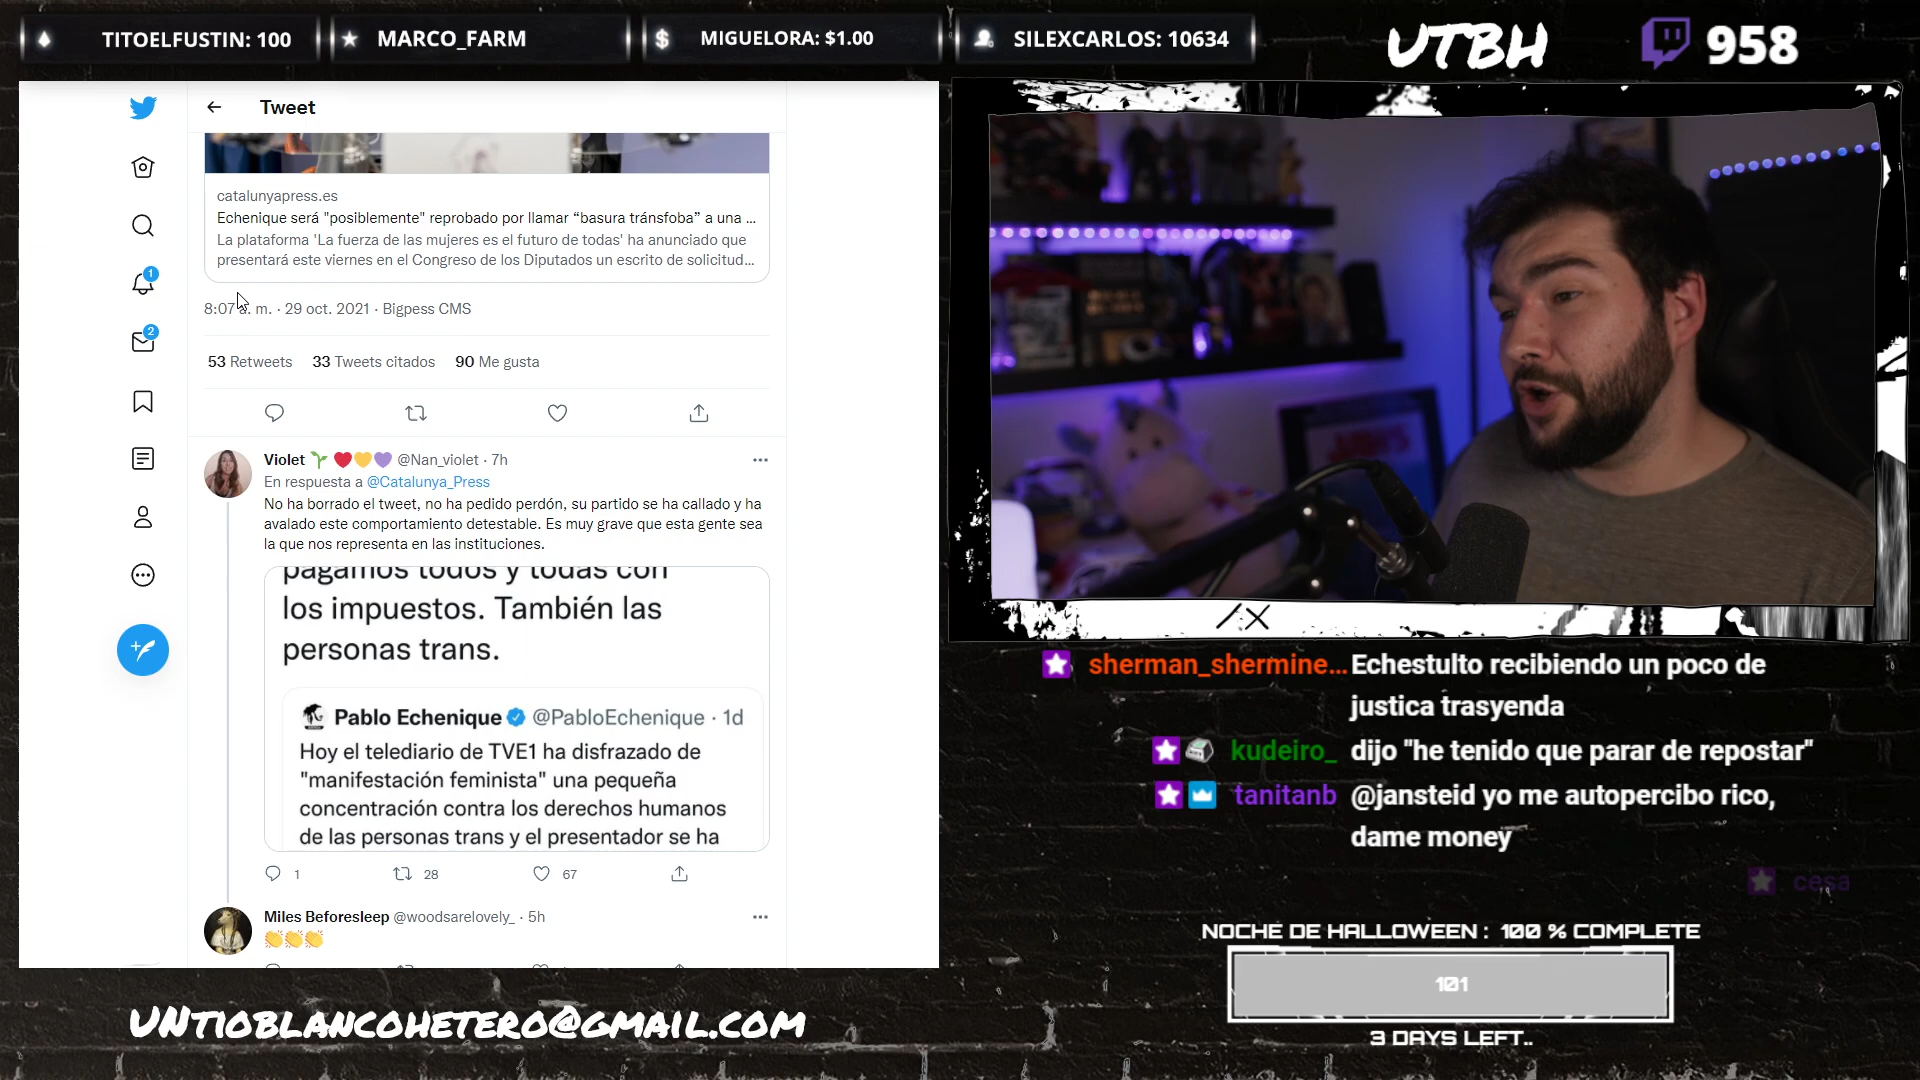 TITOELFUSTIN: 100
MARCO_FARM
$
MIGUELORA: $1.00
SILEXCARLOS: 10634
UTBH
958
Tweet
catalunyapress.es
Echenique será "posiblemente" reprobado por llamar “basura tránsfoba” a una ...
La plataforma 'La fuerza de las mujeres es el futuro de todas' ha anunciado que
presentará este viernes en el Congreso de los Diputados un escrito de solicitud...
1
8:07 a. m. · 29 oct. 2021 · Bigpess CMS
2
53 Retweets 33 Tweets citados 90 Me gusta
Violet @Nan_violet · 7h
En respuesta a @Catalunya_Press
No ha borrado el tweet, no ha pedido perdón, su partido se ha callado y ha
avalado este comportamiento detestable. Es muy grave que esta gente sea
la que nos representa en las instituciones.
pagamos todos y todas con
los impuestos. También las
personas trans.
Pablo Echenique @PabloEchenique · 1d
Hoy el telediario de TVE1 ha disfrazado de
"manifestación feminista" una pequeña
concentración contra los derechos humanos
de las personas trans y el presentador se ha
1 28 67
Miles Beforesleep @woodsarelovely_ · 5h
sherman_shermine... Echestulto recibiendo un poco de
justica trasyenda
kudeiro_ dijo "he tenido que parar de repostar"
tanitanb @jansteid yo me autopercibo rico,
dame money
cesa
NOCHE DE HALLOWEEN : 100 % COMPLETE
101
3 DAYS LEFT..
UNTIOBLANCOHETERO@GMAIL.COM